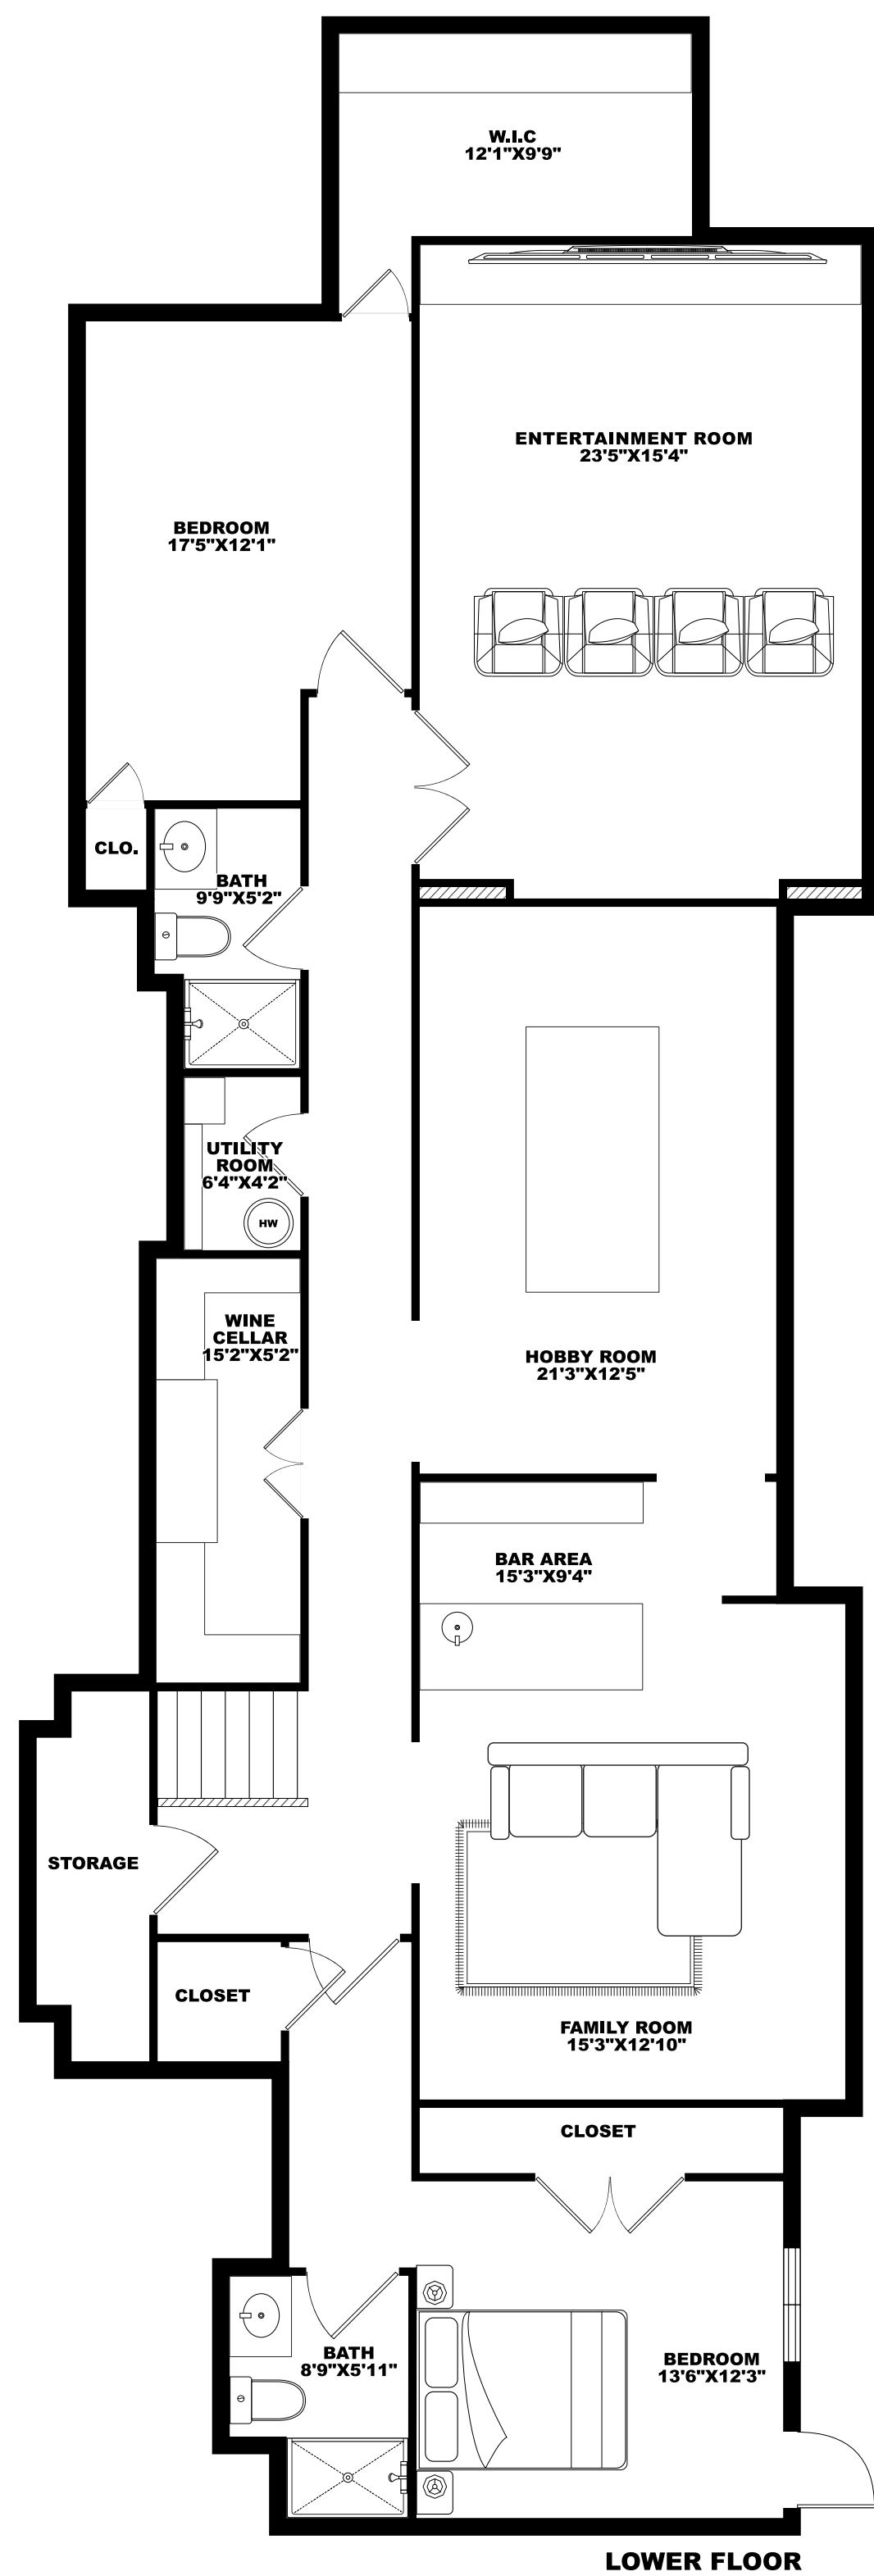 W.I.C
12'1"X9'9"
ENTERTAINMENT ROOM
23'5"X15'4"
BEDROOM
17'5"X12'1"
CLO.
BATH
9'9"X5'2"
UTILITY
ROOM
6'4"X4'2"
HW
WINE
CELLAR
15'2"X5'2"
HOBBY ROOM
21'3"X12'5"
BAR AREA
15'3"X9'4"
STORAGE
CLOSET
FAMILY ROOM
15'3"X12'10"
CLOSET
BATH
8'9"X5'11"
BEDROOM
13'6"X12'3"
LOWER FLOOR